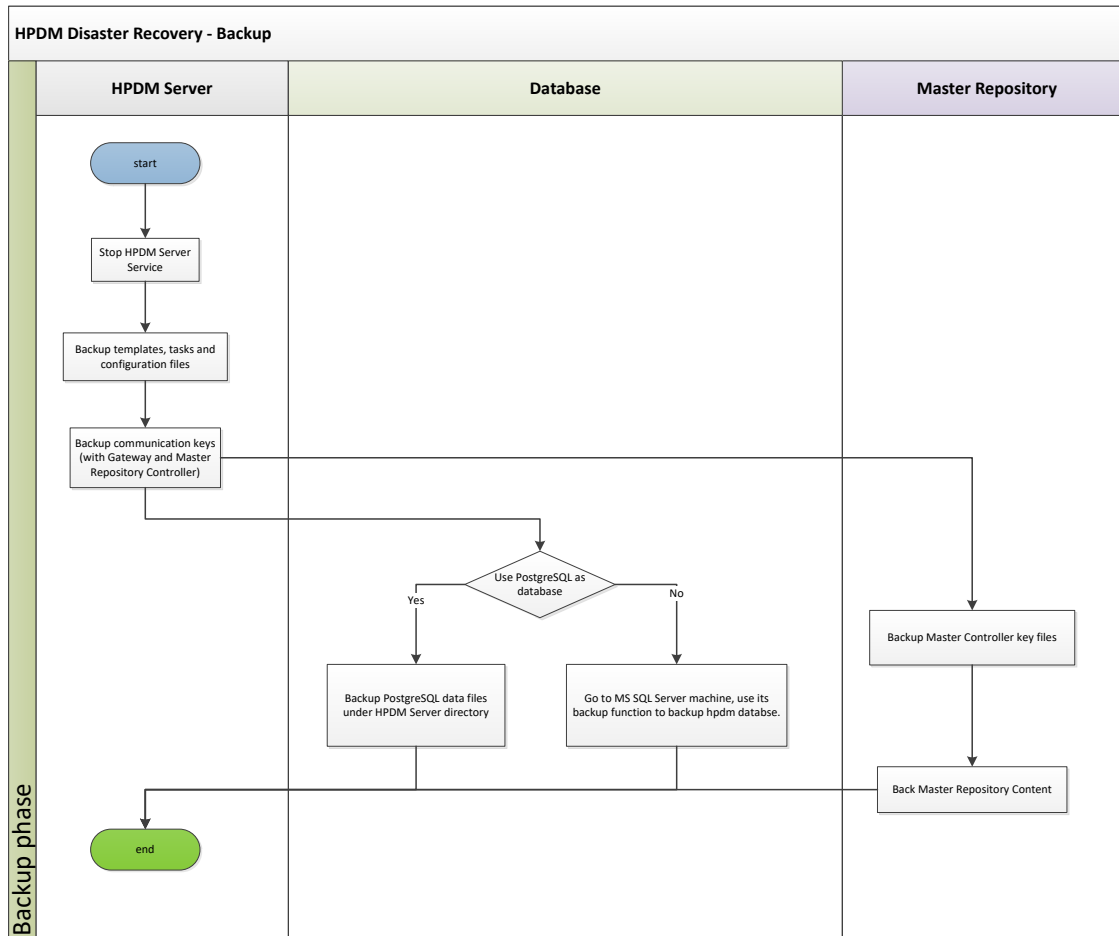 HPDM Disaster Recovery - Backup
HPDM Server
Database
Master Repository
start
Stop HPDM Server
Service
Backup templates, tasks and
configuration files
Backup communication keys
(with Gateway and Master
Repository Controller)
Use PostgreSQL as
database
Yes
No
Backup Master Controller key files
Backup PostgreSQL data files
under HPDM Server directory
Go to MS SQL Server machine, use its
backup function to backup hpdm databse.
Back Master Repository Content
end
Backup phase